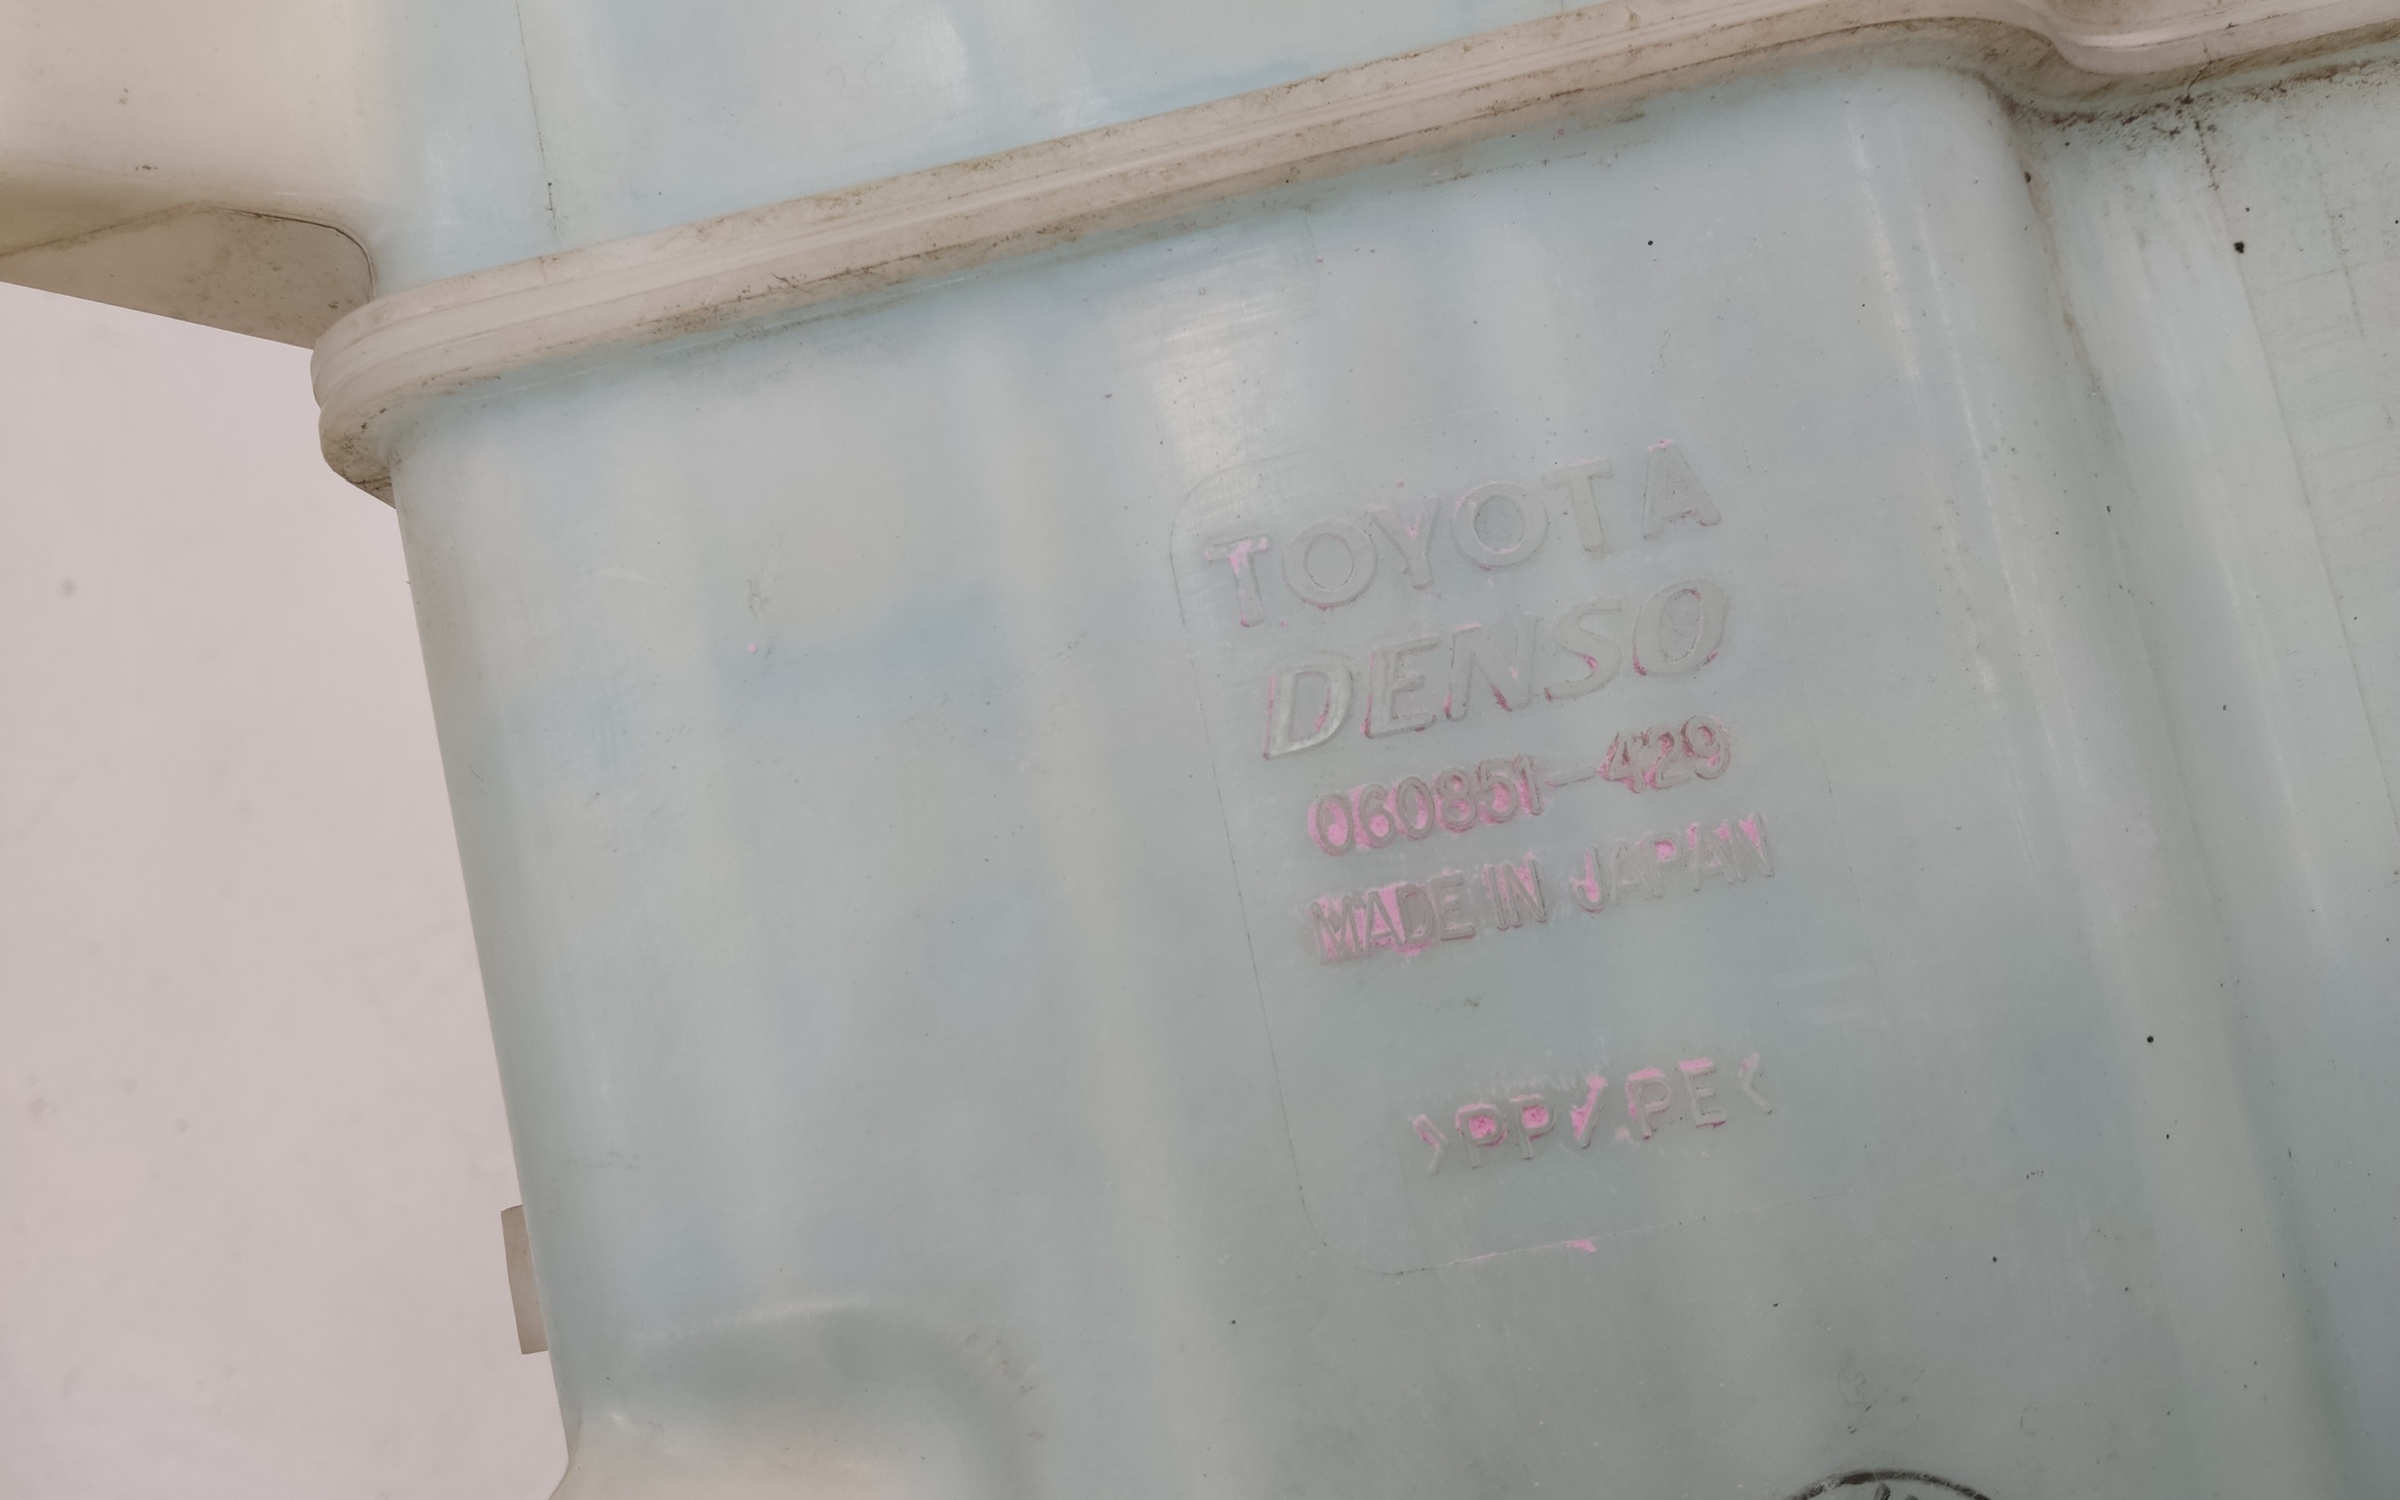 TOYOTA
DENSO
060851-429
MADE IN JAPAN
>PP/PE<